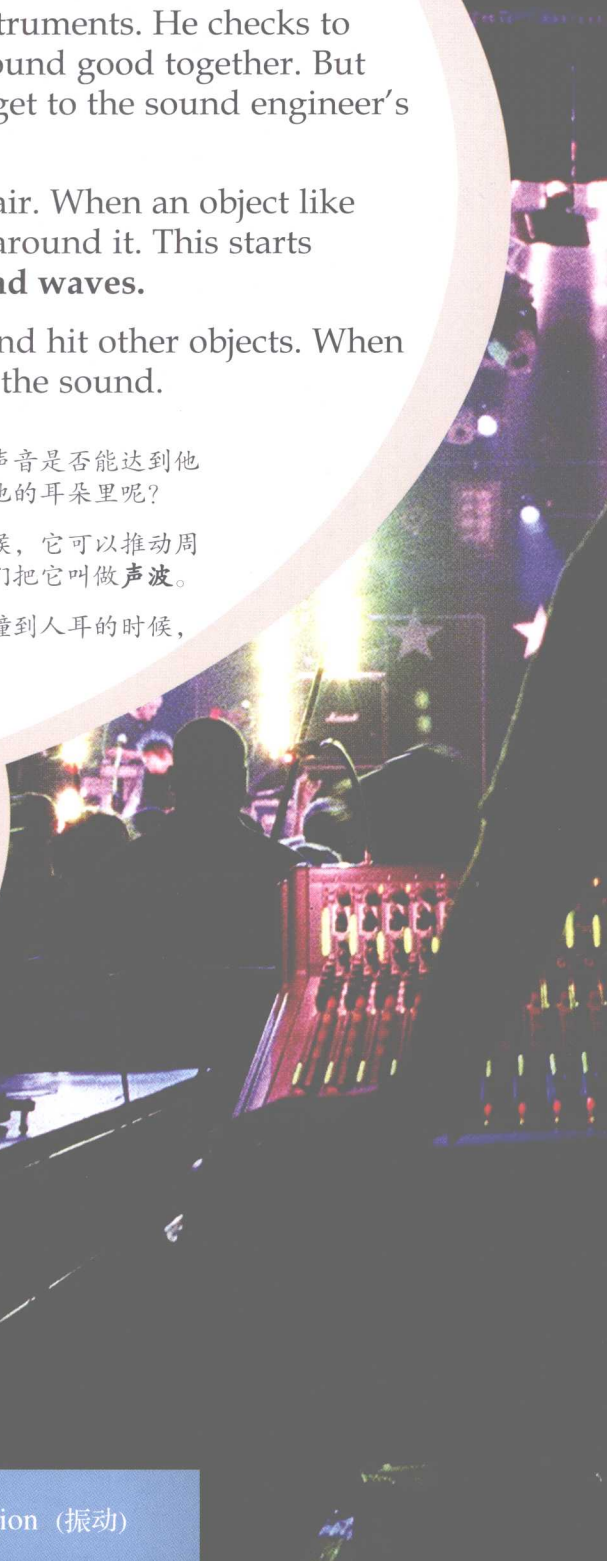 truments. He checks to
ound good together. But
get to the sound engineer's
air. When an object like
around it. This starts
nd waves.
nd hit other objects. When
the sound.
声音是否能达到他
也的耳朵里呢?
候，它可以推动周
们把它叫做声波。
撞到人耳的时候，
Marshall
ion (振动)